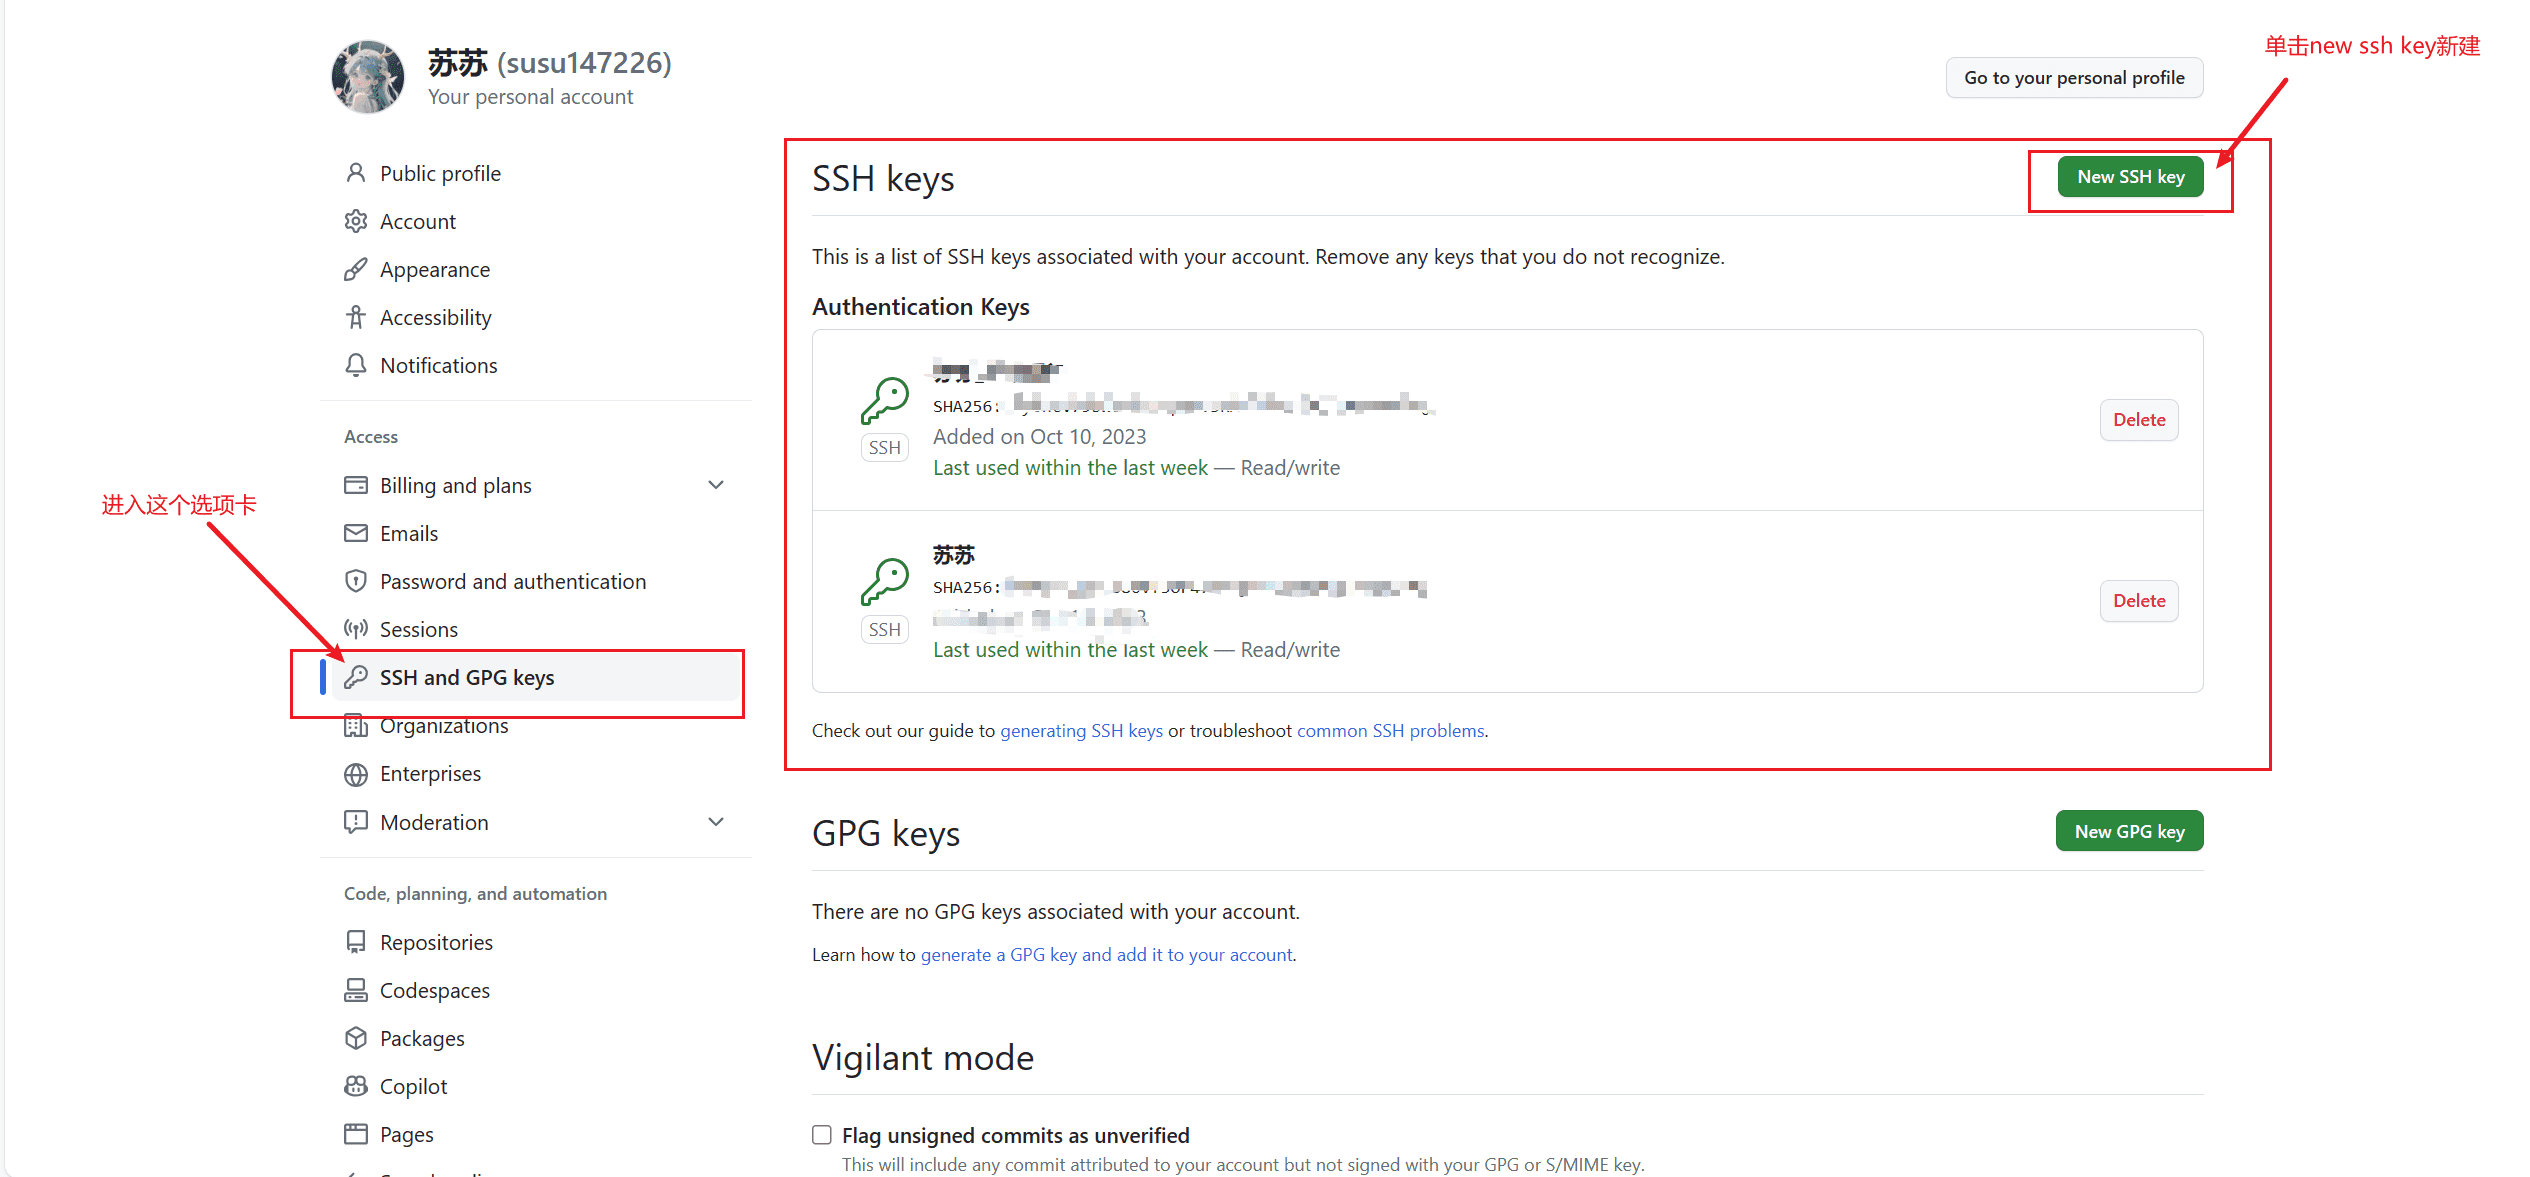 苏苏 (susu147226)
Your personal account
Go to your personal profile
单击new ssh key新建
Public profile
Account
Appearance
Accessibility
Notifications
Access
Billing and plans
Emails
Password and authentication
Sessions
SSH and GPG keys
Organizations
Enterprises
Moderation
Code, planning, and automation
Repositories
Codespaces
Packages
Copilot
Pages
进入这个选项卡
SSH keys
New SSH key
This is a list of SSH keys associated with your account. Remove any keys that you do not recognize.
Authentication Keys
SHA256:
SSH
Added on Oct 10, 2023
Last used within the last week — Read/write
Delete
苏苏
SHA256:
SSH
Last used within the last week — Read/write
Delete
Check out our guide to generating SSH keys or troubleshoot common SSH problems.
GPG keys
New GPG key
There are no GPG keys associated with your account.
Learn how to generate a GPG key and add it to your account.
Vigilant mode
Flag unsigned commits as unverified
This will include any commit attributed to your account but not signed with your GPG or S/MIME key.